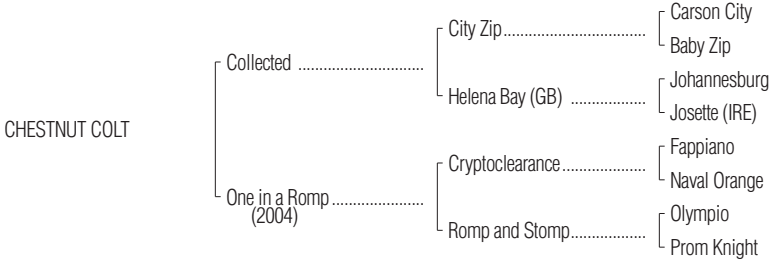 Carson City
City Zip..................................
Baby Zip
Collected ..............................
Johannesburg
Helena Bay (GB) ..................
Josette (IRE)
CHESTNUT COLT
Fappiano
Cryptoclearance....................
Naval Orange
One in a Romp......................
(2004)
Olympio
Romp and Stomp..................
Prom Knight